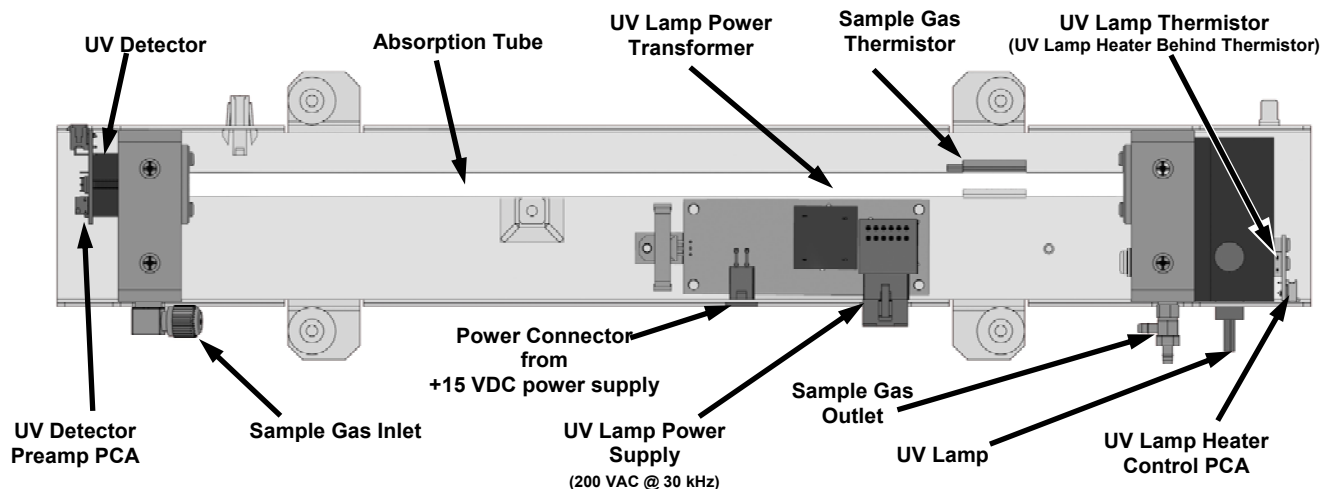 UV Detector
Absorption Tube
UV Lamp Power
Transformer
Sample Gas
Thermistor
UV Lamp Thermistor
(UV Lamp Heater Behind Thermistor)
UV Detector
Preamp PCA
Sample Gas Inlet
Power Connector
from
+15 VDC power supply
UV Lamp Power
Supply
(200 VAC @ 30 kHz)
Sample Gas
Outlet
UV Lamp
UV Lamp Heater
Control PCA